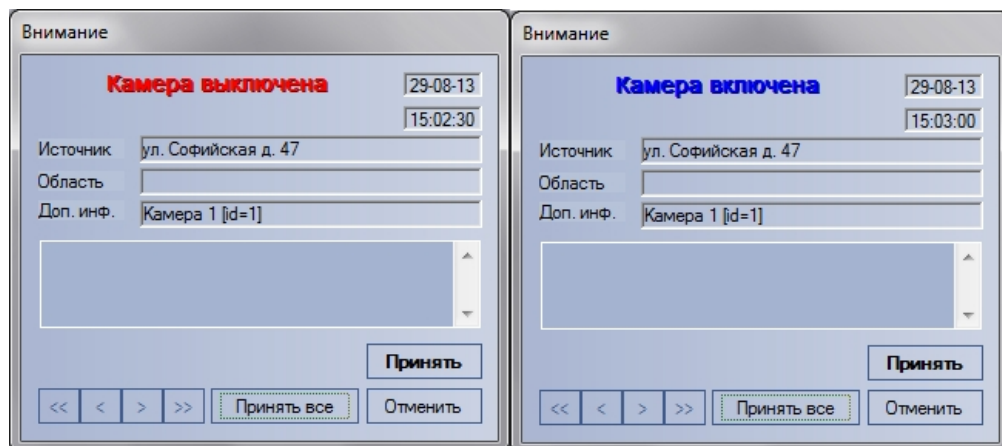 Внимание
Камера выключена
29-08-13
15:02:30
Источник ул. Софийская д. 47
Область
Доп. инф. Камера 1 [id=1]
Принять
<< < > >> Принять все Отменить
Внимание
Камера включена
29-08-13
15:03:00
Источник ул. Софийская д. 47
Область
Доп. инф. Камера 1 [id=1]
Принять
<< < > >> Принять все Отменить